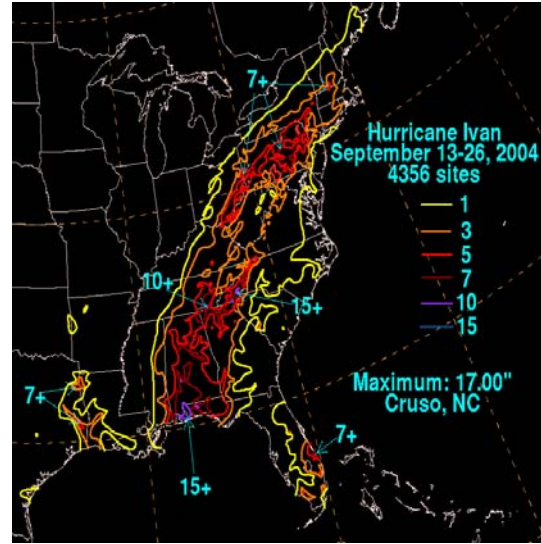 7+
Hurricane Ivan
September 13-26, 2004
4356 sites
1
3
5
7
10
15
10+
15+
7+
Maximum: 17.00"
Cruso, NC
7+
15+